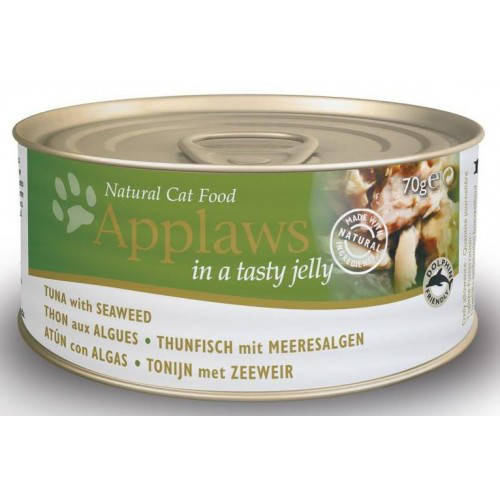 Natural Cat Food
70g e
Applaws
MADE WITH
NATURAL
INGREDIENTS
in a tasty jelly
DOLPHIN
FRIENDLY
TUNA with SEAWEED
THON aux ALGUES • THUNFISCH mit MEERESALGEN
ATÚN con ALGAS • TONIJN met ZEEWEIR